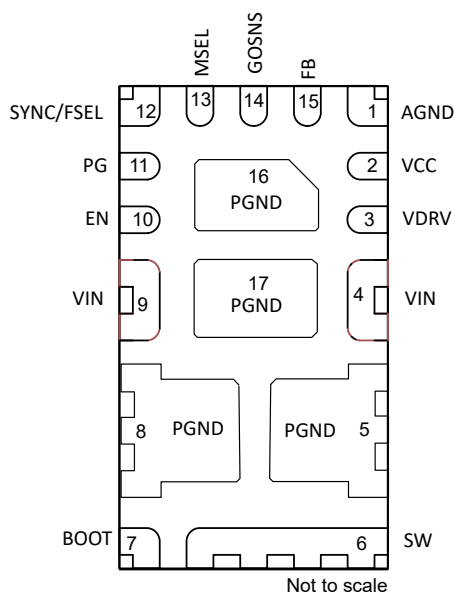 MSEL
GOSNS
FB
SYNC/FSEL
12
13
14
15
1
AGND
PG
11
16
PGND
2
VCC
EN
10
3
VDRV
VIN
9
17
PGND
4
VIN
8
PGND
PGND
5
BOOT
7
6
SW
Not to scale